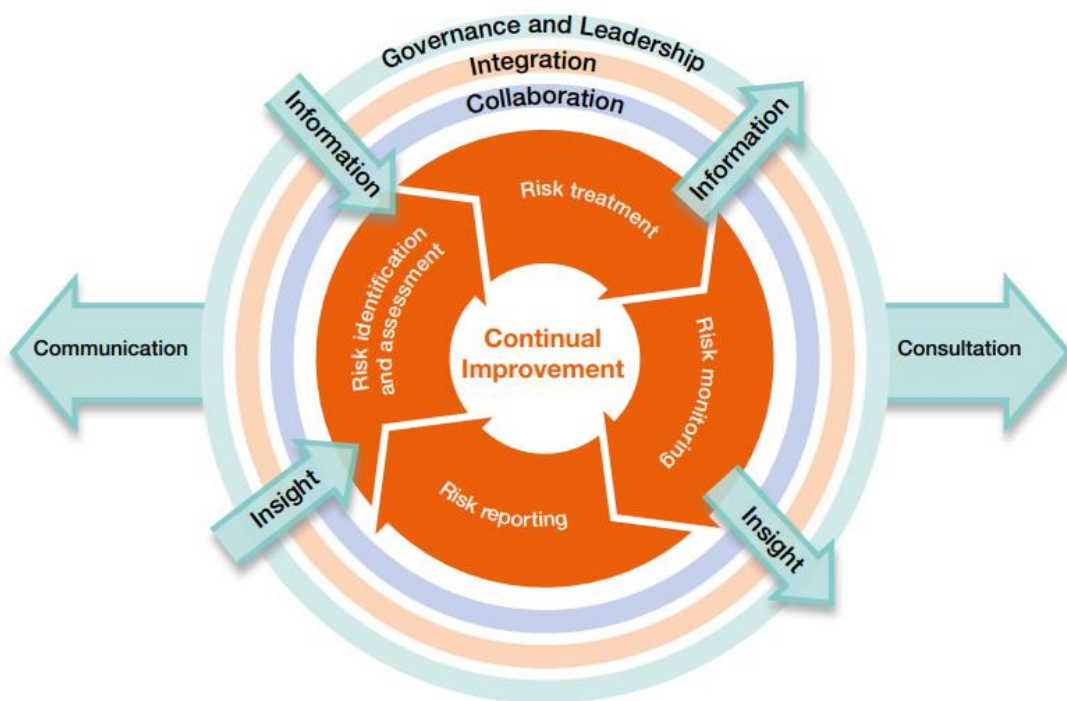 Governance and Leadership
Integration
Collaboration
Information
Information
Risk treatment
Risk identification
and assessment
Continual
Improvement
Risk monitoring
Communication
Consultation
Risk reporting
Insight
Insight